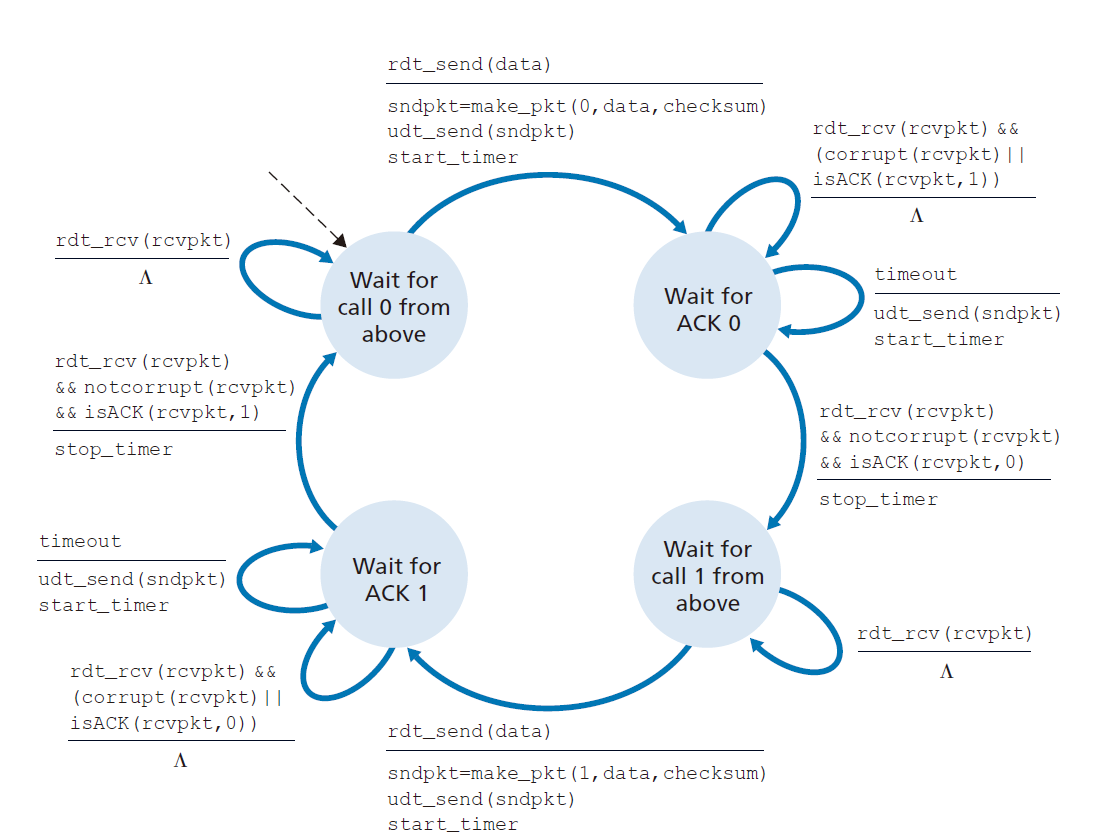 rdt_send(data)
sndpkt=make_pkt(0,data,checksum)
udt_send(sndpkt)
start_timer
rdt_rcv(rcvpkt) &&
(corrupt(rcvpkt)||
isACK(rcvpkt,1))
Λ
rdt_rcv(rcvpkt)
Λ
Wait for
call 0 from
above
Wait for
ACK 0
timeout
udt_send(sndpkt)
start_timer
rdt_rcv(rcvpkt)
&& notcorrupt(rcvpkt)
&& isACK(rcvpkt,1)
stop_timer
rdt_rcv(rcvpkt)
&& notcorrupt(rcvpkt)
&& isACK(rcvpkt,0)
stop_timer
timeout
udt_send(sndpkt)
start_timer
Wait for
ACK 1
Wait for
call 1 from
above
rdt_rcv(rcvpkt)
Λ
rdt_rcv(rcvpkt) &&
(corrupt(rcvpkt)||
isACK(rcvpkt,0))
Λ
rdt_send(data)
sndpkt=make_pkt(1,data,checksum)
udt_send(sndpkt)
start_timer